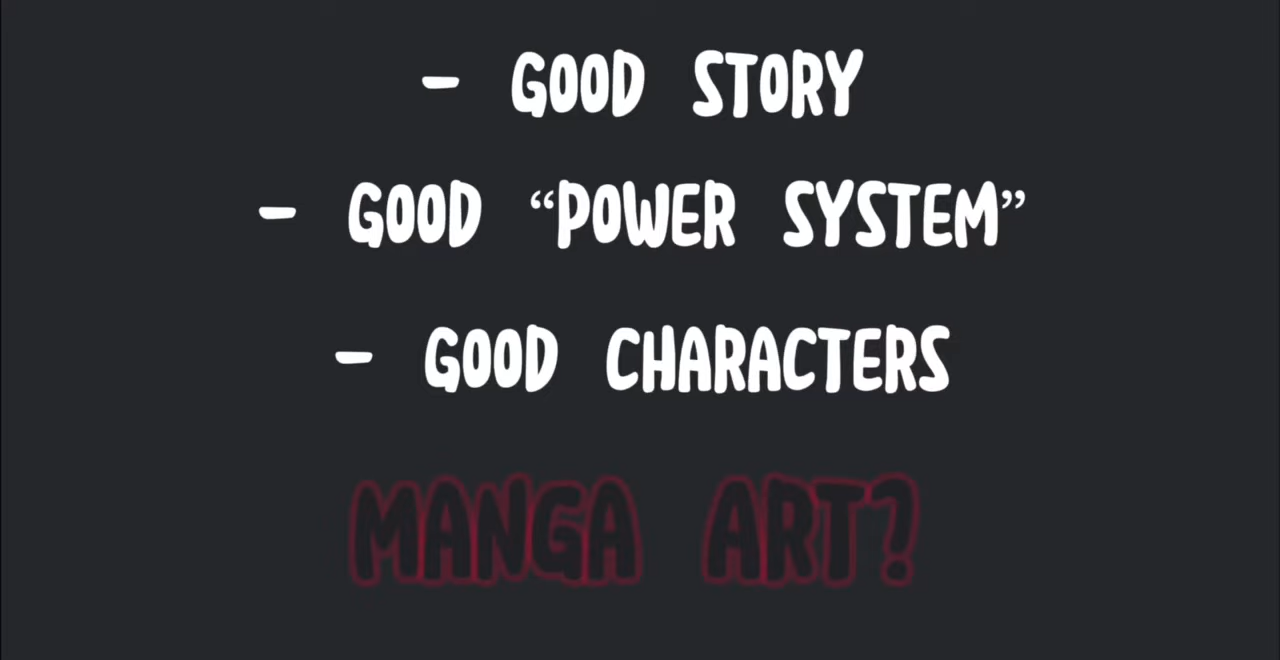 - GOOD STORY
- GOOD “POWER SYSTEM”
- GOOD CHARACTERS
MANGA ART?